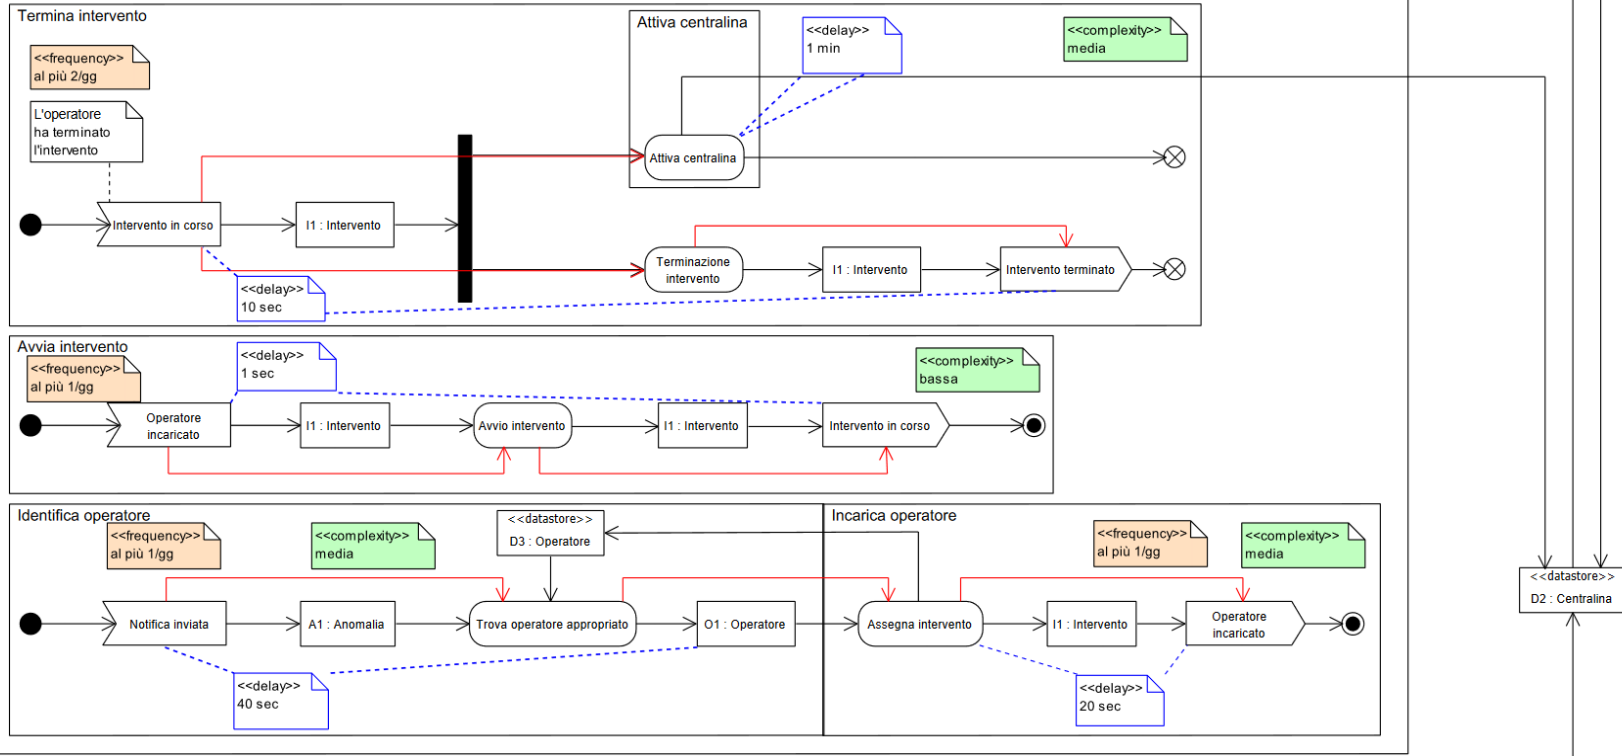 Termina intervento
<<frequency>>
al più 2/gg
L'operatore
ha terminato
l'intervento
Attiva centralina
<<delay>>
1 min
<<complexity>>
media
Attiva centralina
Intervento in corso
I1 : Intervento
Terminazione
intervento
I1 : Intervento
Intervento terminato
<<delay>>
10 sec
Avvia intervento
<<frequency>>
al più 1/gg
<<delay>>
1 sec
<<complexity>>
bassa
Operatore
incaricato
I1 : Intervento
Avvio intervento
I1 : Intervento
Intervento in corso
Identifica operatore
<<frequency>>
al più 1/gg
<<complexity>>
media
<<datastore>>
D3 : Operatore
Notifica inviata
A1 : Anomalia
Trova operatore appropriato
O1 : Operatore
<<delay>>
40 sec
Incarica operatore
<<frequency>>
al più 1/gg
<<complexity>>
media
Assegna intervento
I1 : Intervento
Operatore
incaricato
<<delay>>
20 sec
<<datastore>>
D2 : Centralina